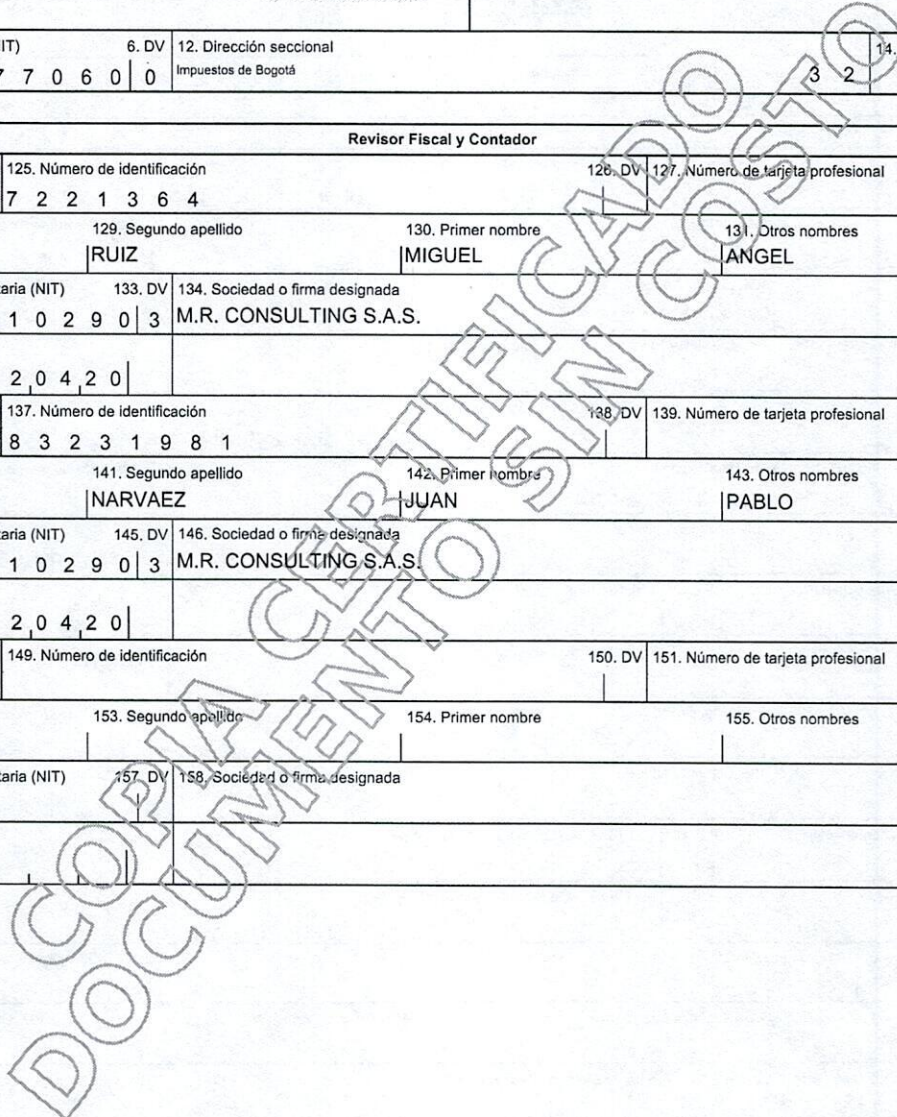 IT) 6. DV 12. Dirección seccional 14.
7 7 0 6 0 0 Impuestos de Bogotá 3 2
Revisor Fiscal y Contador
125. Número de identificación 126. DV 127. Número de tarjeta profesional
7 2 2 1 3 6 4
129. Segundo apellido 130. Primer nombre 131. Otros nombres
RUIZ MIGUEL ANGEL
taria (NIT) 133. DV 134. Sociedad o firma designada
1 0 2 9 0 3 M.R. CONSULTING S.A.S.
2 0 4 2 0
137. Número de identificación 138. DV 139. Número de tarjeta profesional
8 3 2 3 1 9 8 1
141. Segundo apellido 142. Primer nombre 143. Otros nombres
NARVAEZ JUAN PABLO
taria (NIT) 145. DV 146. Sociedad o firma designada
1 0 2 9 0 3 M.R. CONSULTING S.A.S.
2 0 4 2 0
149. Número de identificación 150. DV 151. Número de tarjeta profesional
153. Segundo apellido 154. Primer nombre 155. Otros nombres
taria (NIT) 157. DV 158. Sociedad o firma designada
COPIA CERTIFICADO
DOCUMENTO SIN COSTO